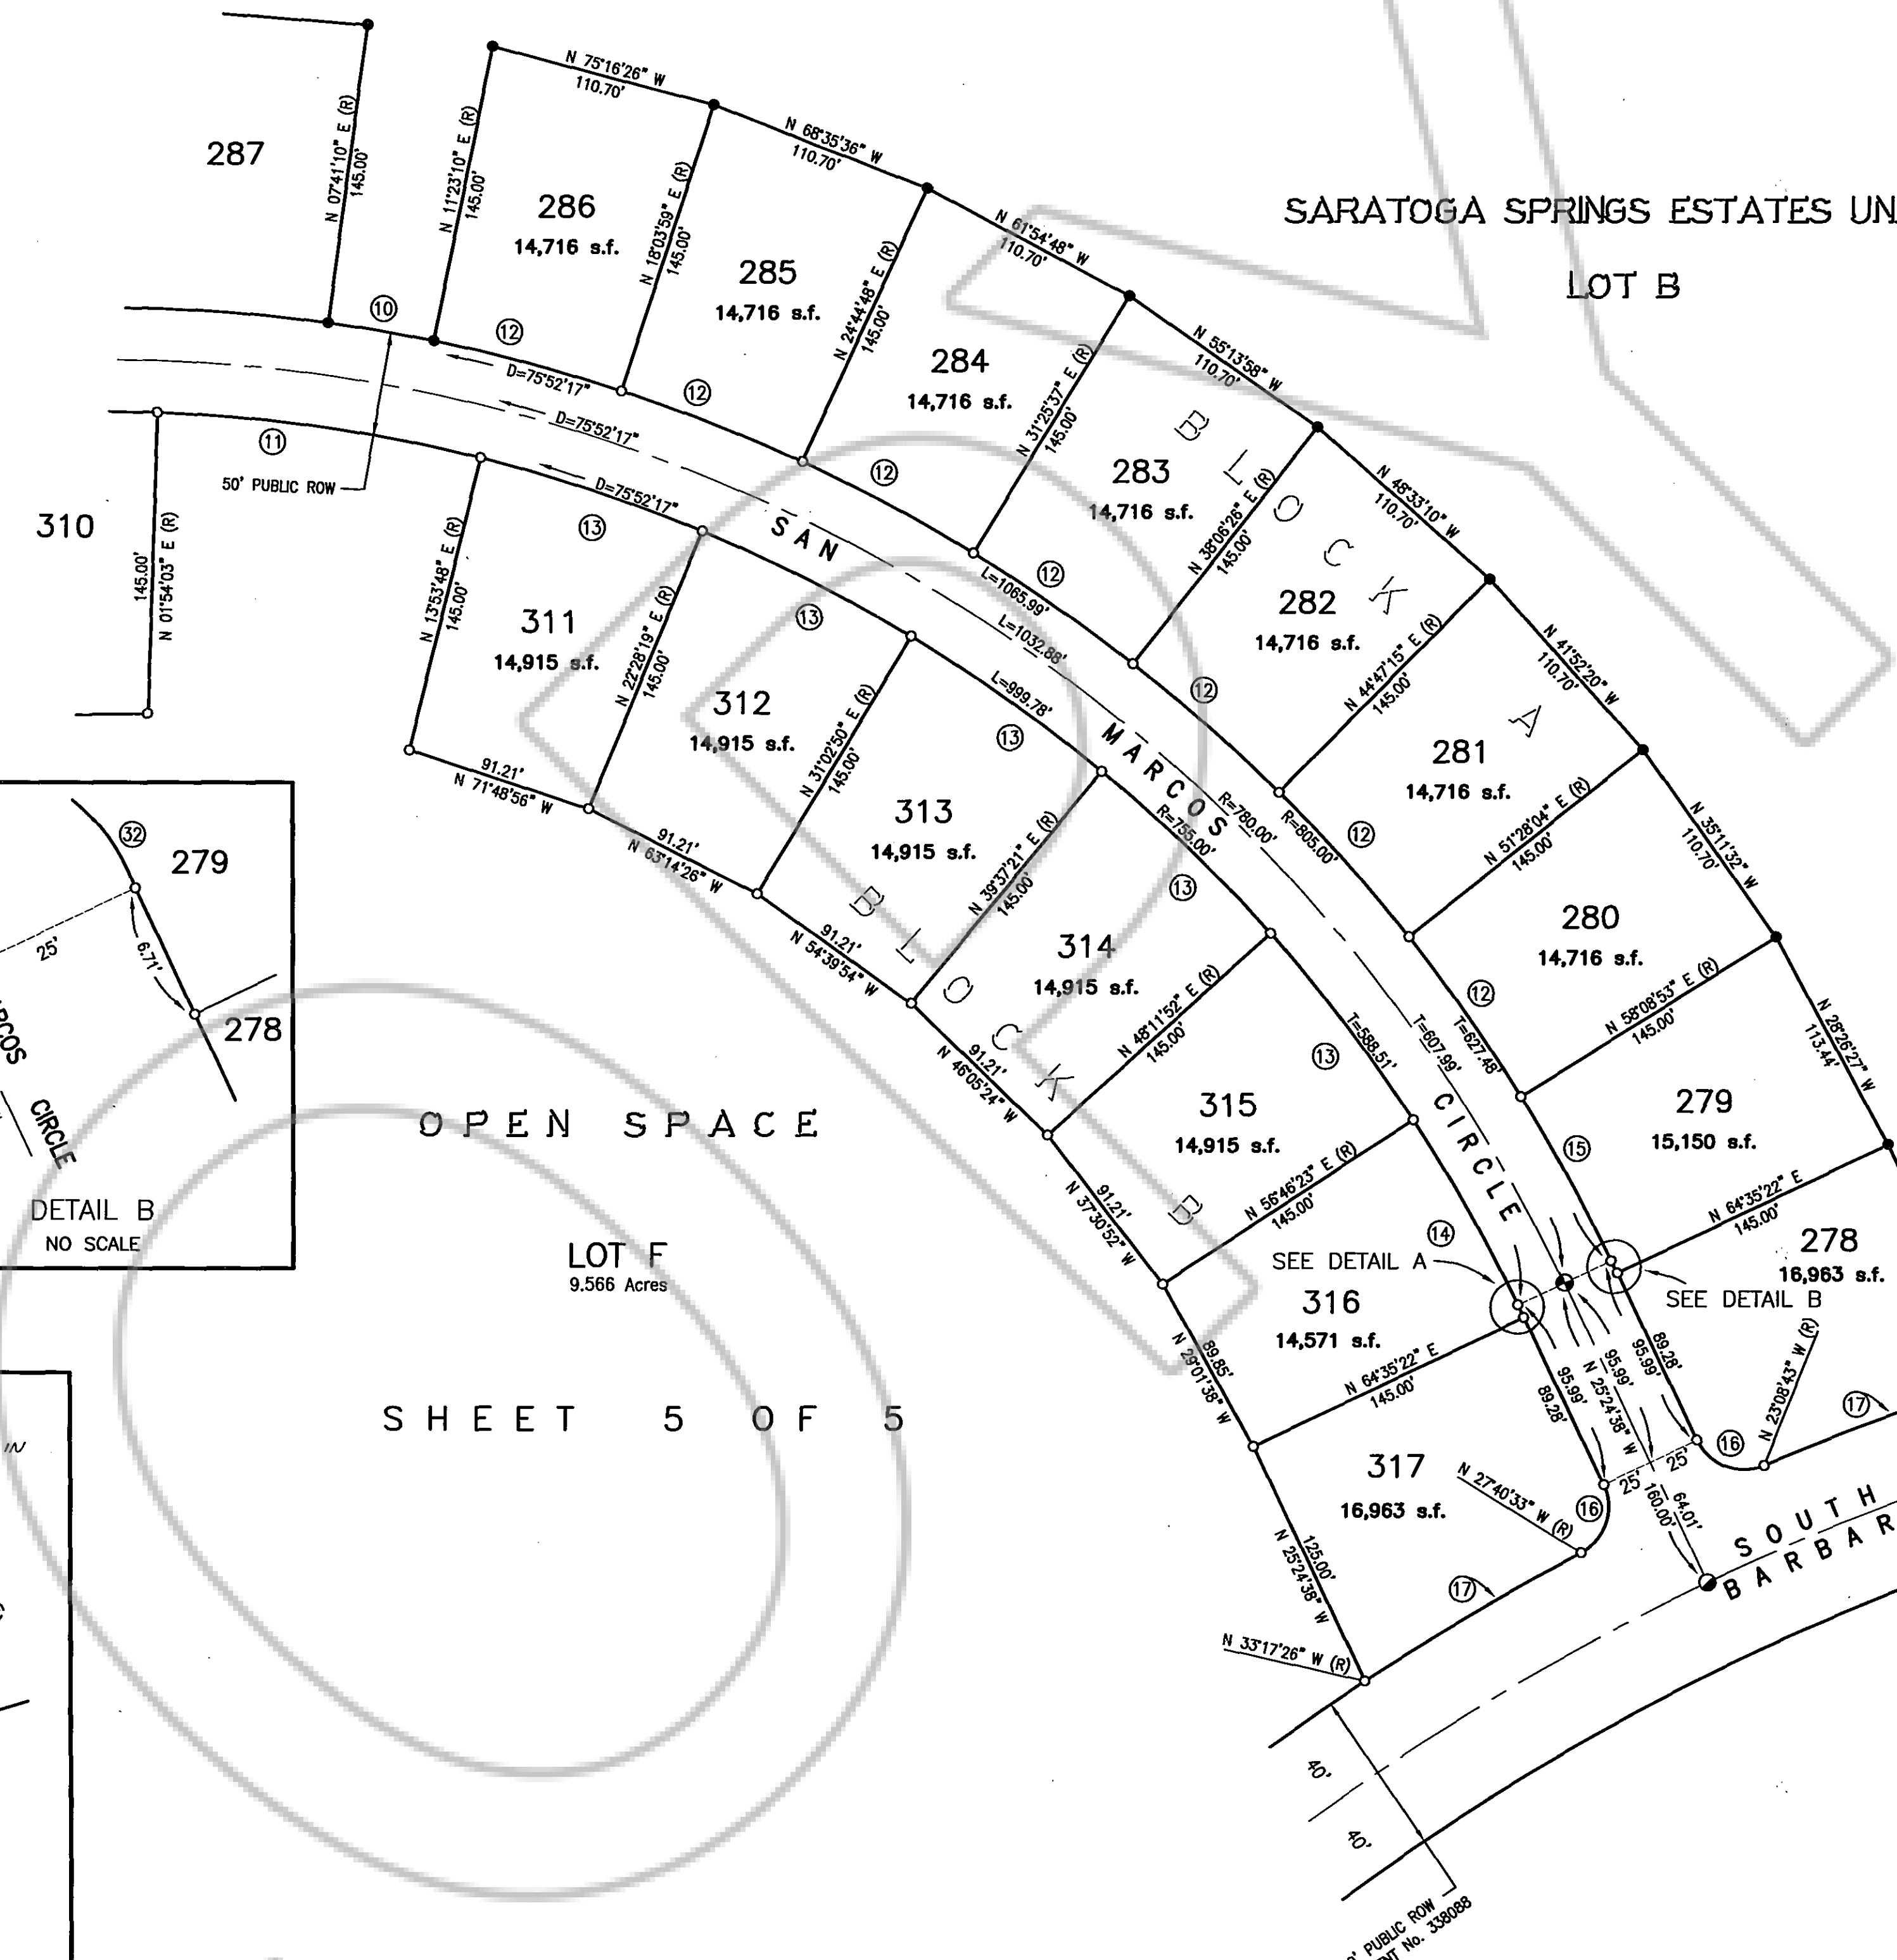 SARATOGA SPRINGS ESTATES
LOT B
287
N 07°41'10" E (R)
145.00'
N 11°23'10" E (R)
145.00'
N 75°16'26" W
110.70'
286
14,716 s.f.
N 18°03'59" E (R)
145.00'
N 68°35'36" W
110.70'
285
14,716 s.f.
N 24°44'48" E (R)
145.00'
N 61°54'48" W
110.70'
284
14,716 s.f.
N 31°25'37" E (R)
145.00'
N 55°13'58" W
110.70'
283
14,716 s.f.
N 38°06'26" E (R)
145.00'
N 48°33'10" W
110.70'
282
14,716 s.f.
N 44°47'15" E (R)
145.00'
N 41°52'20" W
110.70'
281
14,716 s.f.
N 51°28'04" E (R)
145.00'
N 35°11'32" W
110.70'
280
14,716 s.f.
N 58°08'53" E (R)
145.00'
N 28°26'27" W
113.44'
279
15,150 s.f.
N 64°35'22" E
145.00'
278
16,963 s.f.
BLOCK A
10
12
12
12
12
12
12
12
12
15
D=75°52'17"
D=75°52'17"
D=75°52'17"
L=1065.99'
L=1032.88'
L=999.78'
R=805.00'
R=780.00'
R=755.00'
T=627.48'
T=607.99'
T=588.51'
SAN MARCOS CIRCLE
50' PUBLIC ROW
11
13
13
13
13
13
14
310
145.00'
N 01°54'03" E (R)
N 13°53'48" E (R)
145.00'
311
14,915 s.f.
N 22°28'19" E (R)
145.00'
91.21'
N 71°48'56" W
312
14,915 s.f.
N 31°02'50" E (R)
145.00'
91.21'
N 63°14'26" W
313
14,915 s.f.
N 39°37'21" E (R)
145.00'
91.21'
N 54°39'54" W
314
14,915 s.f.
N 48°11'52" E (R)
145.00'
91.21'
N 46°05'24" W
315
14,915 s.f.
N 56°46'23" E (R)
145.00'
91.21'
N 37°30'52" W
BLOCK B
SEE DETAIL A
SEE DETAIL B
316
14,571 s.f.
89.85'
N 29°01'38" W
N 64°35'22" E
145.00'
317
16,963 s.f.
125.00'
N 25°24'38" W
N 27°40'33" W (R)
16
17
N 33°17'26" W (R)
89.28'
95.99'
N 25°24'38" W
95.99'
95.99'
89.28'
N 23°08'43" W (R)
16
17
25'
25'
160.00'
64.01'
SOUTH
40'
40'
PUBLIC ROW
No. 338088
32
279
25'
6.71'
278
CIRCLE
DETAIL B
NO SCALE
OPEN SPACE
LOT F
9.566 Acres
SHEET 5 OF 5
IN